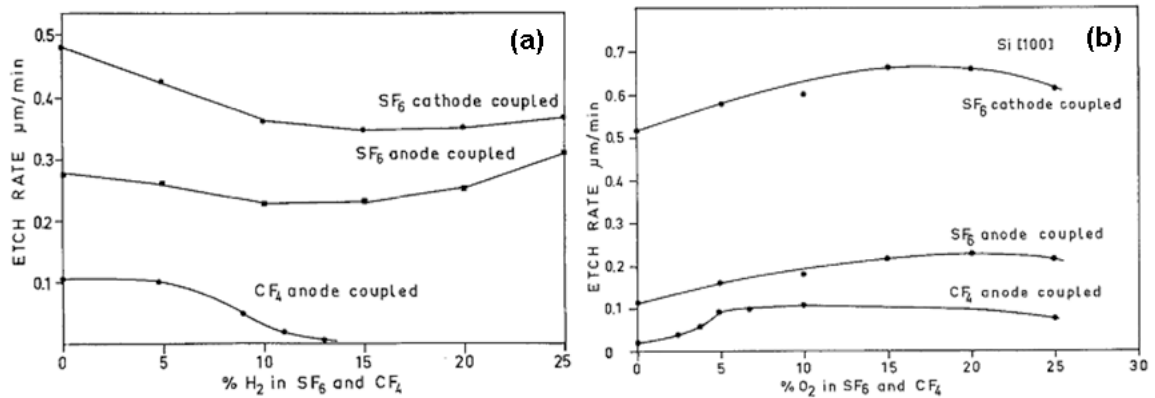 (a)
ETCH RATE μm/min
0.5
0.4
0.3
0.2
0.1
SF6 cathode coupled
SF6 anode coupled
CF4 anode coupled
0 5 10 15 20 25
% H2 in SF6 and CF4
(b)
Si [100]
ETCH RATE μm/min
0.7
0.6
0.5
0.4
0.3
0.2
0.1
0
SF6 cathode coupled
SF6 anode coupled
CF4 anode coupled
0 5 10 15 20 25 30
% O2 in SF6 and CF4